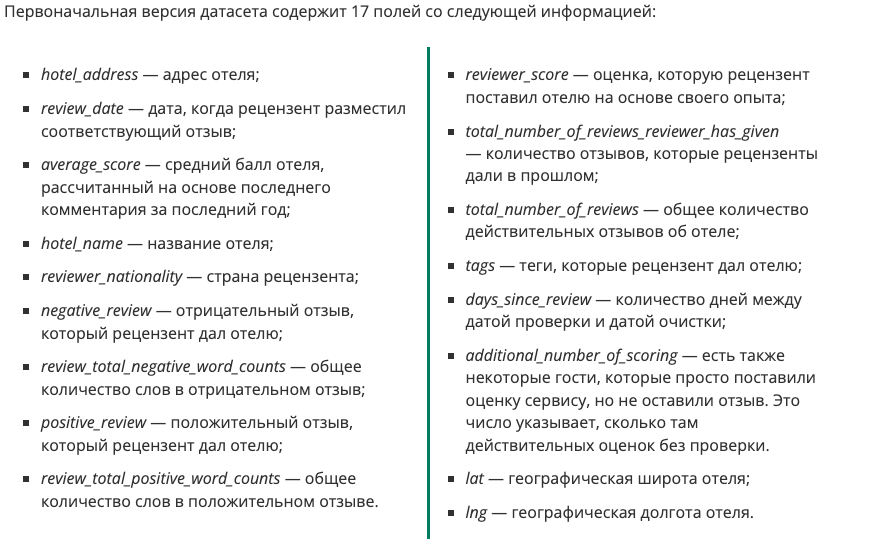 Первоначальная версия датасета содержит 17 полей со следующей информацией:
▪ hotel_address — адрес отеля;
▪ review_date — дата, когда рецензент разместил
соответствующий отзыв;
▪ average_score — средний балл отеля,
рассчитанный на основе последнего
комментария за последний год;
▪ hotel_name — название отеля;
▪ reviewer_nationality — страна рецензента;
▪ negative_review — отрицательный отзыв,
который рецензент дал отелю;
▪ review_total_negative_word_counts — общее
количество слов в отрицательном отзыв;
▪ positive_review — положительный отзыв,
который рецензент дал отелю;
▪ review_total_positive_word_counts — общее
количество слов в положительном отзыве.
▪ reviewer_score — оценка, которую рецензент
поставил отелю на основе своего опыта;
▪ total_number_of_reviews_reviewer_has_given
— количество отзывов, которые рецензенты
дали в прошлом;
▪ total_number_of_reviews — общее количество
действительных отзывов об отеле;
▪ tags — теги, которые рецензент дал отелю;
▪ days_since_review — количество дней между
датой проверки и датой очистки;
▪ additional_number_of_scoring — есть также
некоторые гости, которые просто поставили
оценку сервису, но не оставили отзыв. Это
число указывает, сколько там
действительных оценок без проверки.
▪ lat — географическая широта отеля;
▪ lng — географическая долгота отеля.